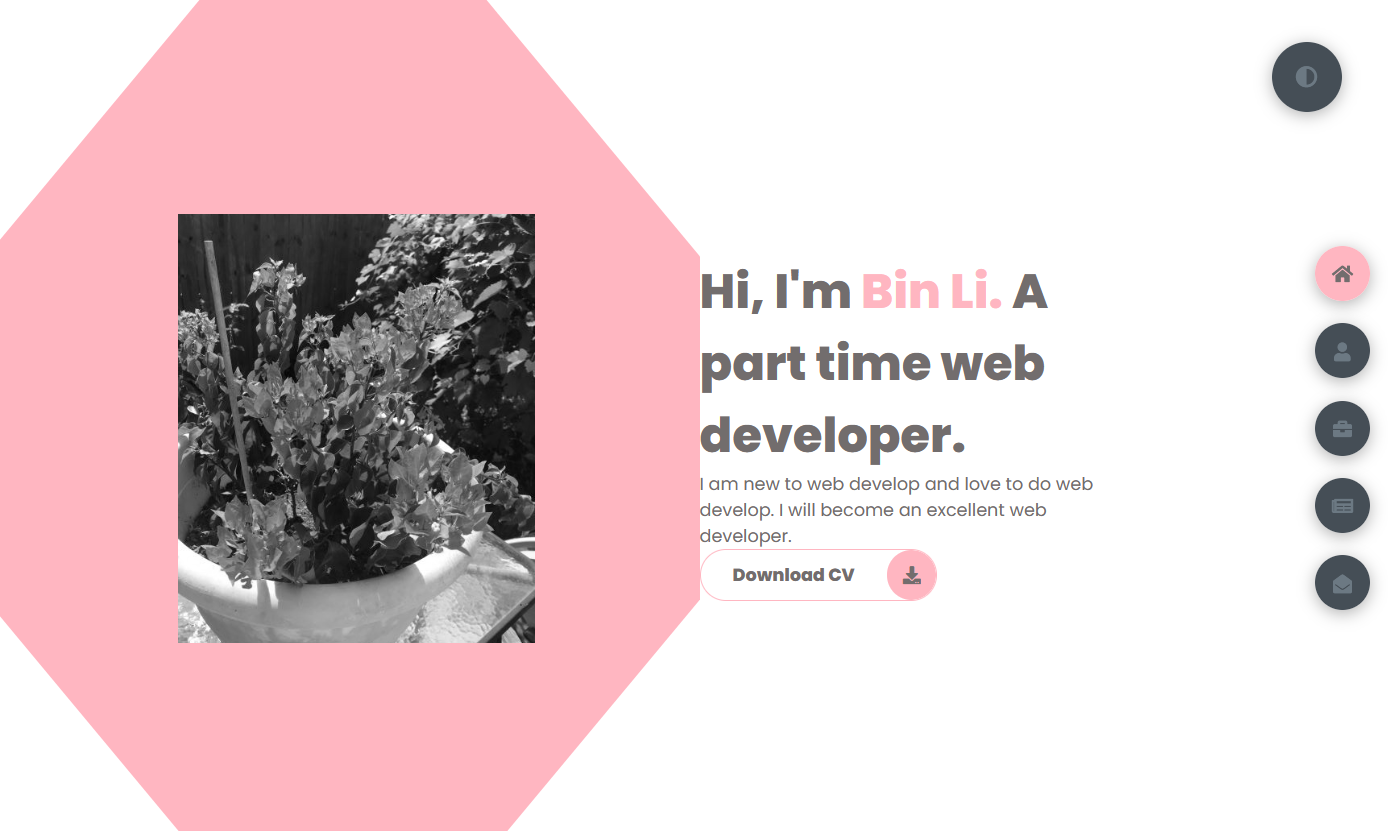 Hi, I'm Bin Li. A
part time web
developer.
I am new to web develop and love to do web
develop. I will become an excellent web
developer.
Download CV